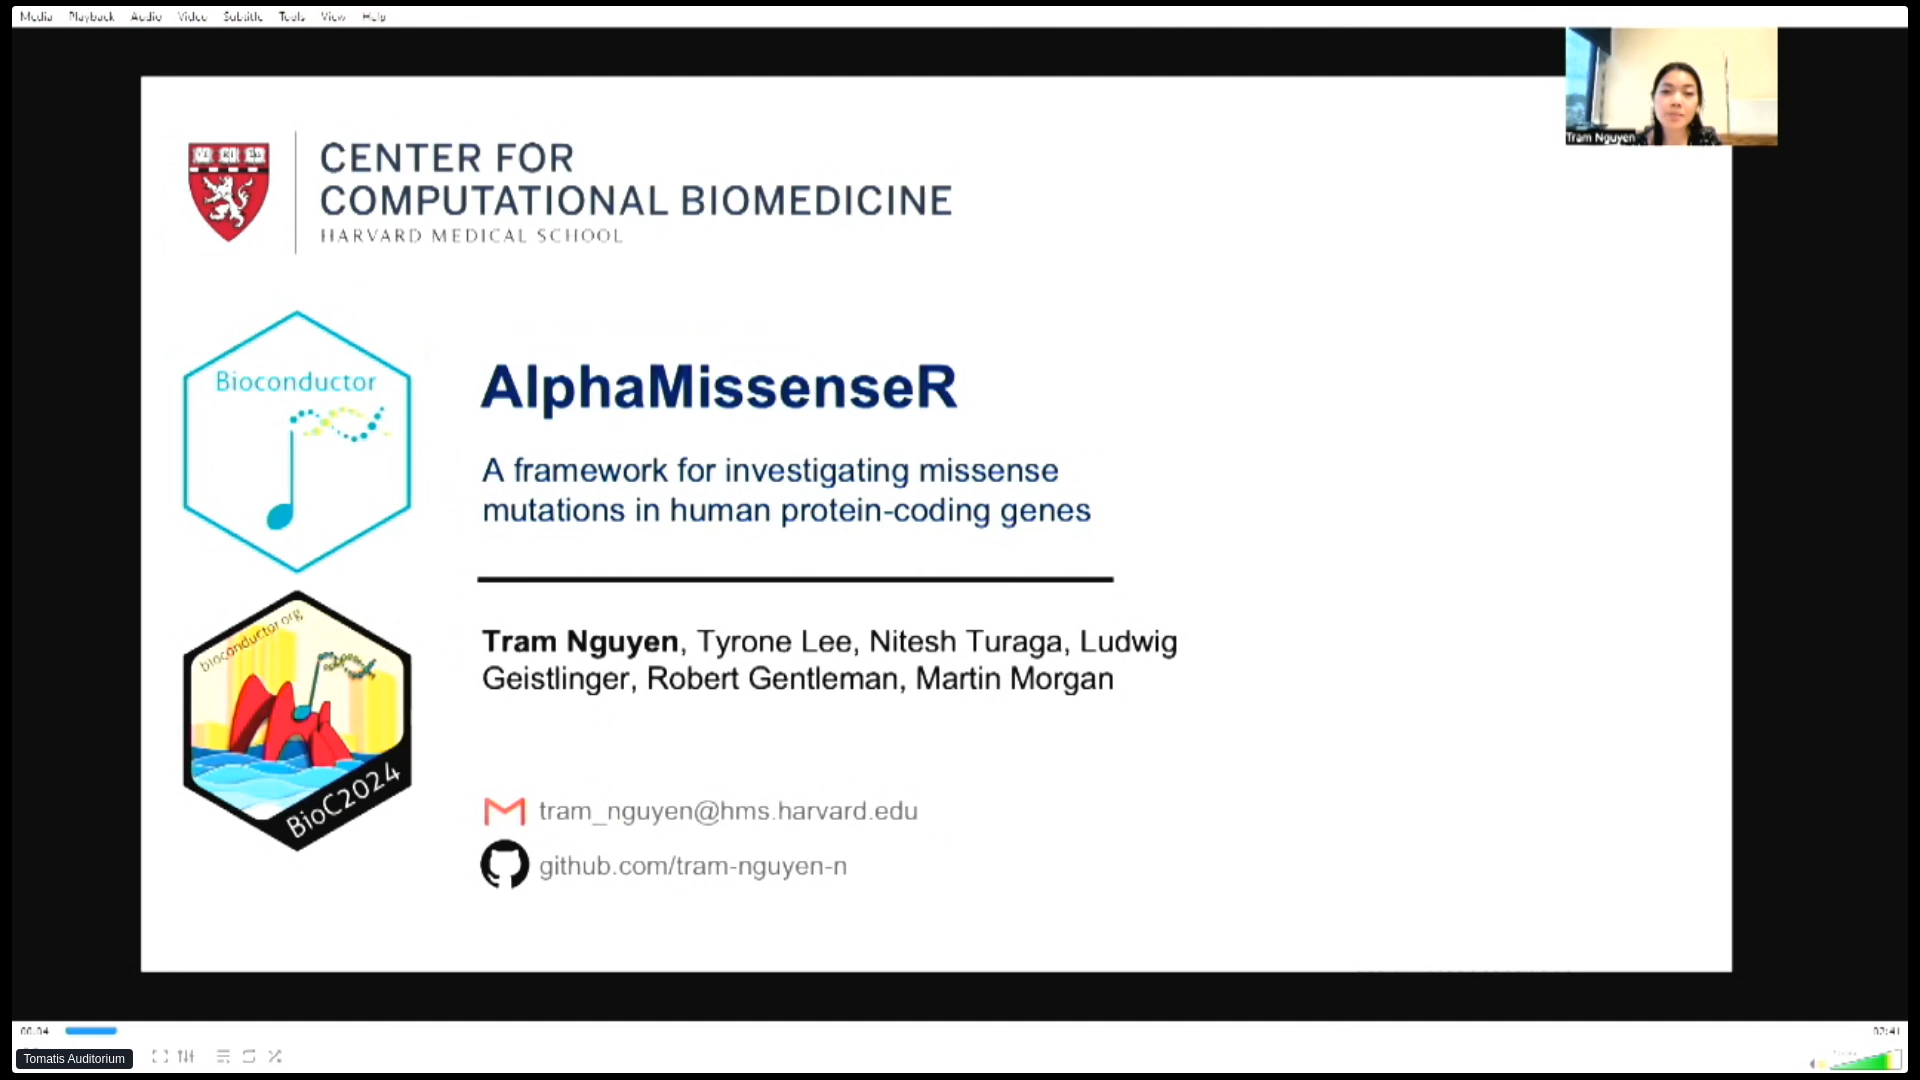 Media Playback Audio Video Subtitle Tools View Help
Tram Nguyen
CENTER FOR
COMPUTATIONAL BIOMEDICINE
HARVARD MEDICAL SCHOOL
Bioconductor
AlphaMissenseR
A framework for investigating missense
mutations in human protein-coding genes
bioconductor.org
BioC2024
Tram Nguyen, Tyrone Lee, Nitesh Turaga, Ludwig
Geistlinger, Robert Gentleman, Martin Morgan
tram_nguyen@hms.harvard.edu
github.com/tram-nguyen-n
00:04
Tomatis Auditorium